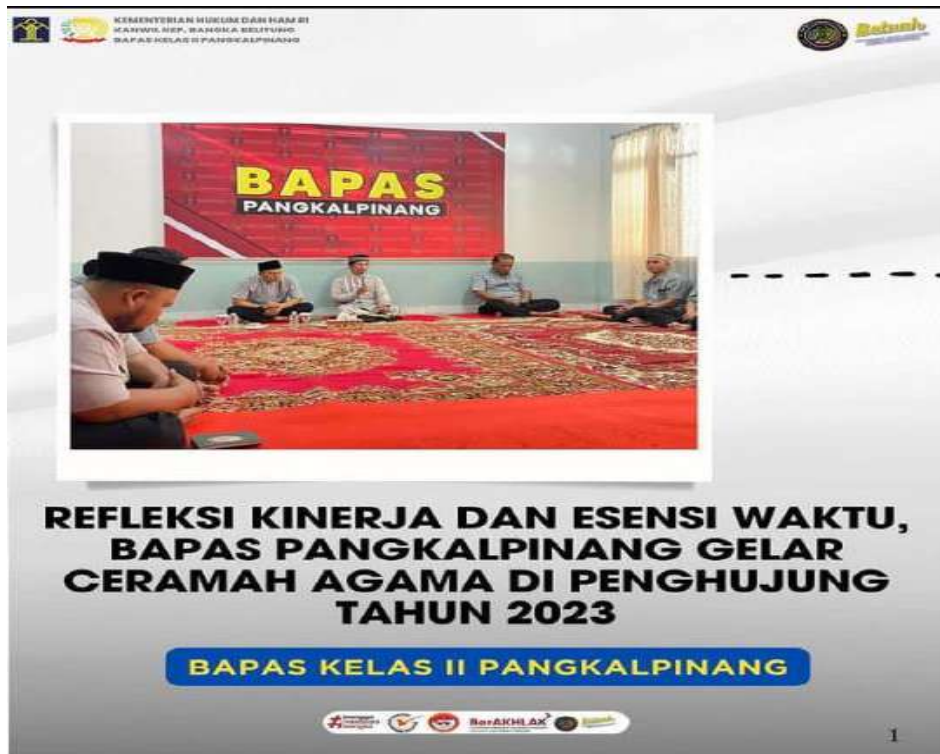 KEMENTERIAN HUKUM DAN HAM RI
KANWIL KEP. BANGKA BELITUNG
BAPAS KELAS II PANGKALPINANG
BAPAS
PANGKALPINANG
REFLEKSI KINERJA DAN ESENSI WAKTU,
BAPAS PANGKALPINANG GELAR
CERAMAH AGAMA DI PENGHUJUNG
TAHUN 2023
BAPAS KELAS II PANGKALPINANG
BerAKHLAK
1